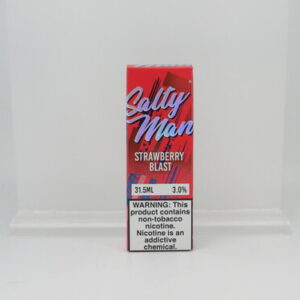 Salty
Man
STRAWBERRY
BLAST
31.5ML 3.0%
WARNING: This
product contains
non-tobacco
nicotine.
Nicotine is an
addictive
chemical.